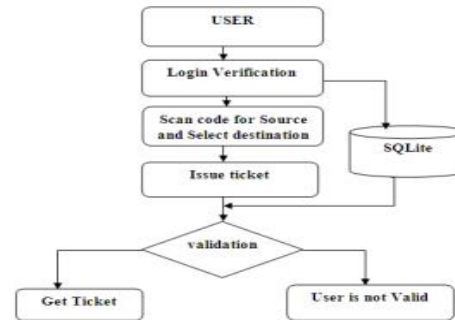 USER
Login Verification
Scan code for Source
and Select destination
SQLite
Issue ticket
validation
Get Ticket
User is not Valid